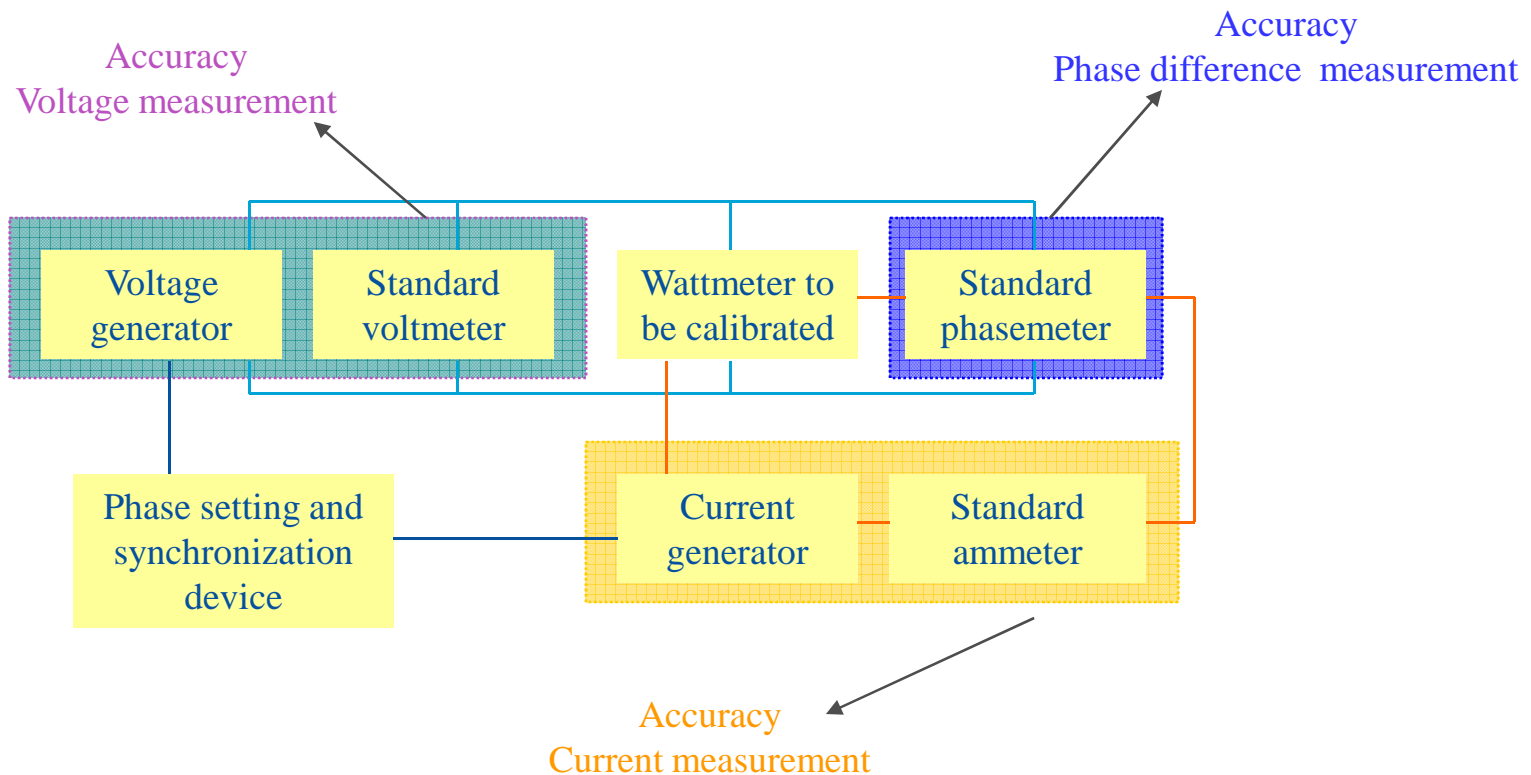 Accuracy
Phase difference measurement
Accuracy
Voltage measurement
Voltage
generator
Standard
voltmeter
Wattmeter to
be calibrated
Standard
phasemeter
Phase setting and
synchronization
device
Current
generator
Standard
ammeter
Accuracy
Current measurement